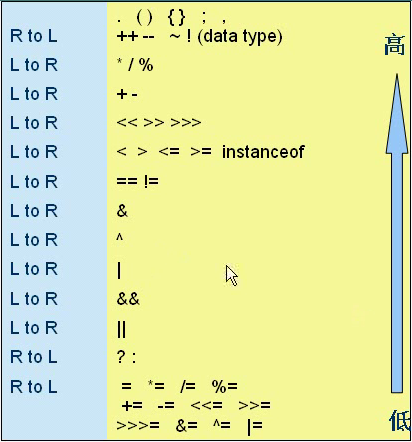 . ( ) { } ; ,
R to L ++ -- ~ ! (data type)
高
L to R * / %
L to R + -
L to R << >> >>>
L to R < > <= >= instanceof
L to R == !=
L to R &
L to R ^
L to R |
L to R &&
L to R ||
R to L ? :
R to L = *= /= %=
+= -= <<= >>=
>>>= &= ^= |=
低